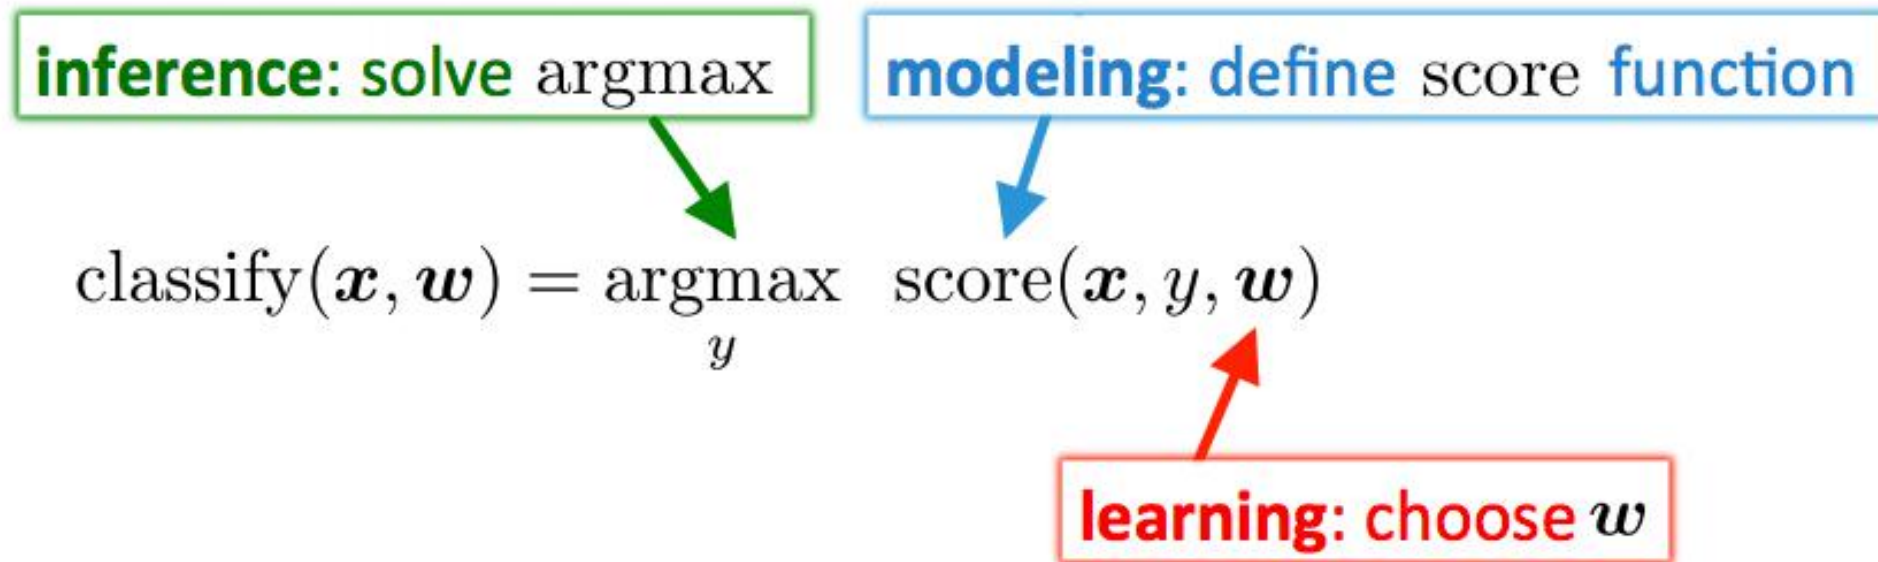 inference: solve argmax
modeling: define score function
classify(x, w) = argmax score(x, y, w)
y
learning: choose w